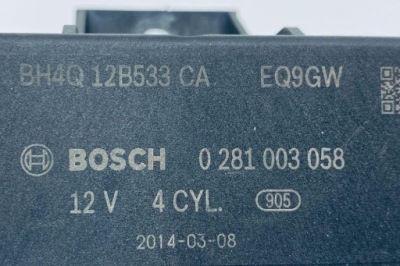 BH4Q 12B533 CA EQ9GW
BOSCH 0 281 003 058
12 V 4 CYL. 905
2014-03-08